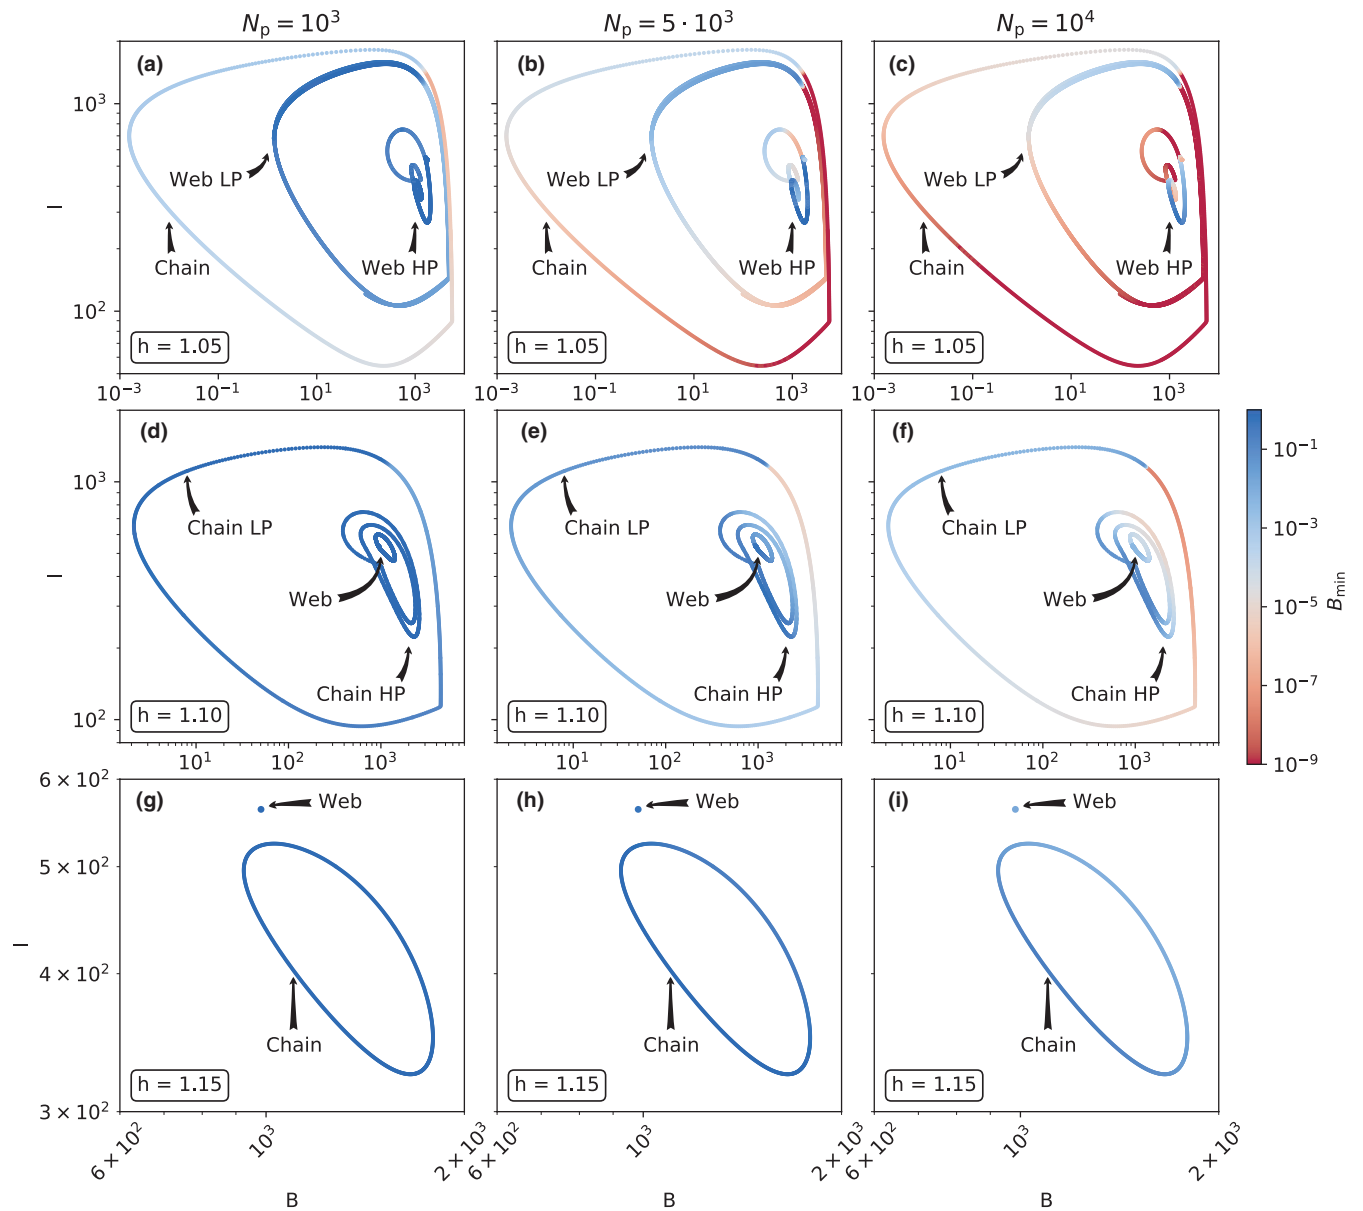 N_p = 10^3
N_p = 5 · 10^3
N_p = 10^4
(a)
(b)
(c)
10^3
10^2
I
Web LP
Chain
Web HP
h = 1.05
Web LP
Chain
Web HP
h = 1.05
Web LP
Chain
Web HP
h = 1.05
10^−3 10^−1 10^1 10^3
10^−3 10^−1 10^1 10^3
10^−3 10^−1 10^1 10^3
(d)
(e)
(f)
10^3
10^2
I
Chain LP
Web
Chain HP
h = 1.10
Chain LP
Web
Chain HP
h = 1.10
Chain LP
Web
Chain HP
h = 1.10
10^1 10^2 10^3
10^1 10^2 10^3
10^1 10^2 10^3
10^−1
10^−3
10^−5
10^−7
10^−9
B_min
(g)
(h)
(i)
6 × 10^2
5 × 10^2
4 × 10^2
3 × 10^2
I
Web
Chain
h = 1.15
Web
Chain
h = 1.15
Web
Chain
h = 1.15
6 × 10^2 10^3 2 × 10^3
6 × 10^2 10^3 2 × 10^3
6 × 10^2 10^3 2 × 10^3
B
B
B